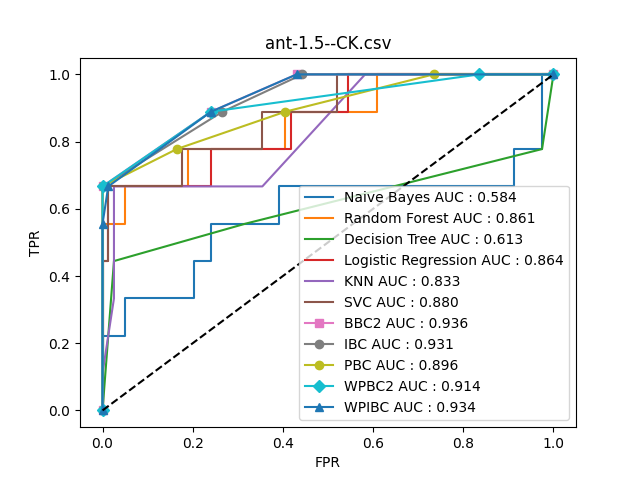 ant-1.5--CK.csv
1.0
0.8
0.6
0.4
0.2
0.0
TPR
Naive Bayes AUC : 0.584
Random Forest AUC : 0.861
Decision Tree AUC : 0.613
Logistic Regression AUC : 0.864
KNN AUC : 0.833
SVC AUC : 0.880
BBC2 AUC : 0.936
IBC AUC : 0.931
PBC AUC : 0.896
WPBC2 AUC : 0.914
WPIBC AUC : 0.934
0.0 0.2 0.4 0.6 0.8 1.0
FPR